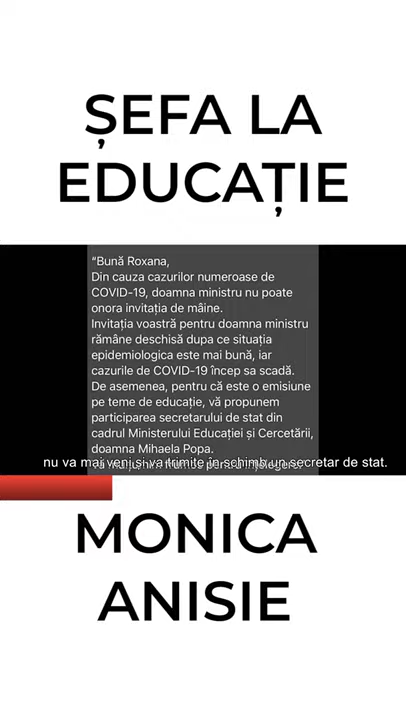 ȘEFA LA
EDUCAȚIE
“Bună Roxana,
Din cauza cazurilor numeroase de
COVID-19, doamna ministru nu poate
onora invitația de mâine.
Invitația voastră pentru doamna ministru
rămâne deschisă dupa ce situația
epidemiologica este mai bună, iar
cazurile de COVID-19 încep sa scadă.
De asemenea, pentru că este o emisiune
pe teme de educație, vă propunem
participarea secretarului de stat din
cadrul Ministerului Educației și Cercetării,
doamna Mihaela Popa.
nu va mai veni și va trimite în schimb un secretar de stat.
MONICA
ANISIE